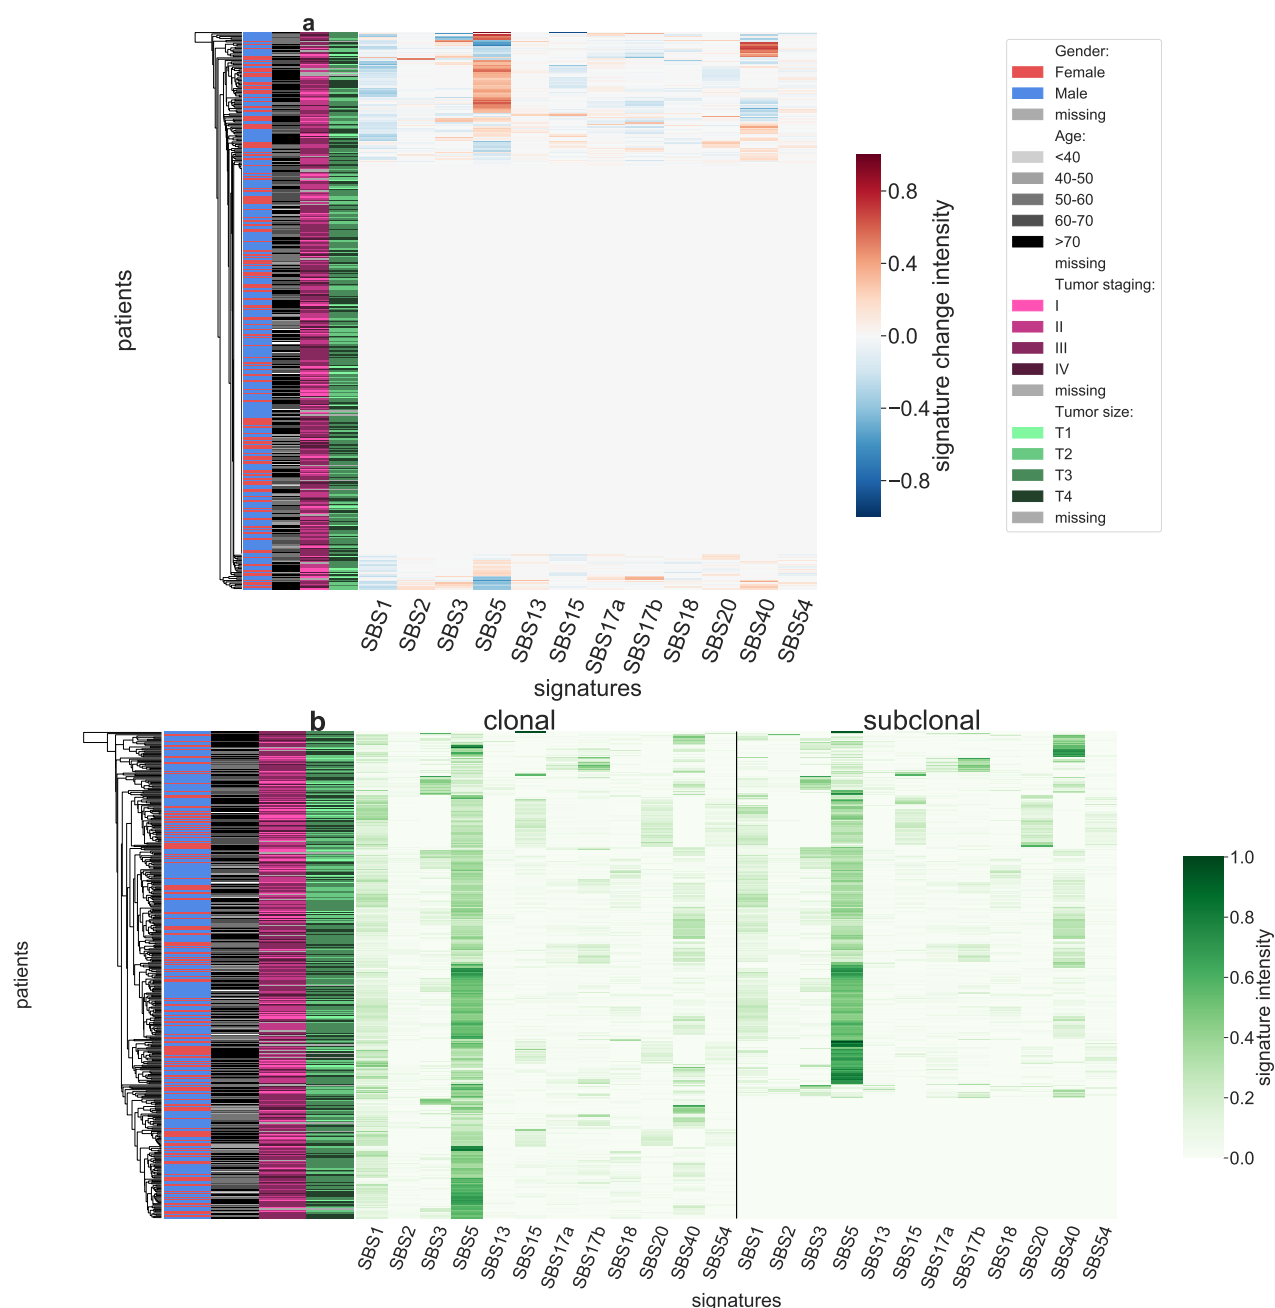 a
patients
SBS1
SBS2
SBS3
SBS5
SBS13
SBS15
SBS17a
SBS17b
SBS18
SBS20
SBS40
SBS54
signatures
0.8
0.4
0.0
−0.4
−0.8
signature change intensity
Gender:
Female
Male
missing
Age:
<40
40-50
50-60
60-70
>70
missing
Tumor staging:
I
II
III
IV
missing
Tumor size:
T1
T2
T3
T4
missing
b
clonal
subclonal
patients
SBS1
SBS2
SBS3
SBS5
SBS13
SBS15
SBS17a
SBS17b
SBS18
SBS20
SBS40
SBS54
SBS1
SBS2
SBS3
SBS5
SBS13
SBS15
SBS17a
SBS17b
SBS18
SBS20
SBS40
SBS54
signatures
1.0
0.8
0.6
0.4
0.2
0.0
signature intensity